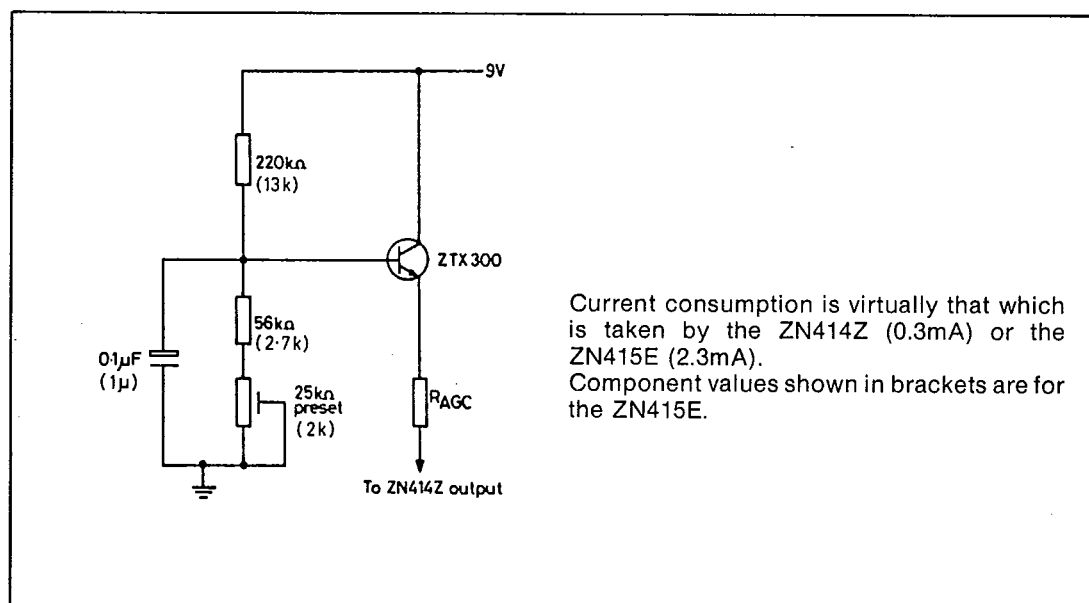 9V
220kΩ
(13k)
ZTX300
56kΩ
(2·7k)
0·1µF
(1µ)
25kΩ
preset
(2k)
RAGC
To ZN414Z output
Current consumption is virtually that which
is taken by the ZN414Z (0.3mA) or the
ZN415E (2.3mA).
Component values shown in brackets are for
the ZN415E.